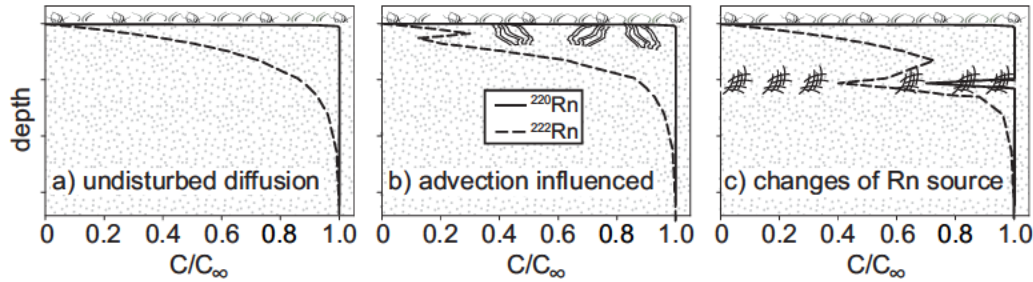 depth
a) undisturbed diffusion
0 0.2 0.4 0.6 0.8 1.0
C/C∞
²²⁰Rn
²²²Rn
b) advection influenced
0 0.2 0.4 0.6 0.8 1.0
C/C∞
c) changes of Rn source
0 0.2 0.4 0.6 0.8 1.0
C/C∞